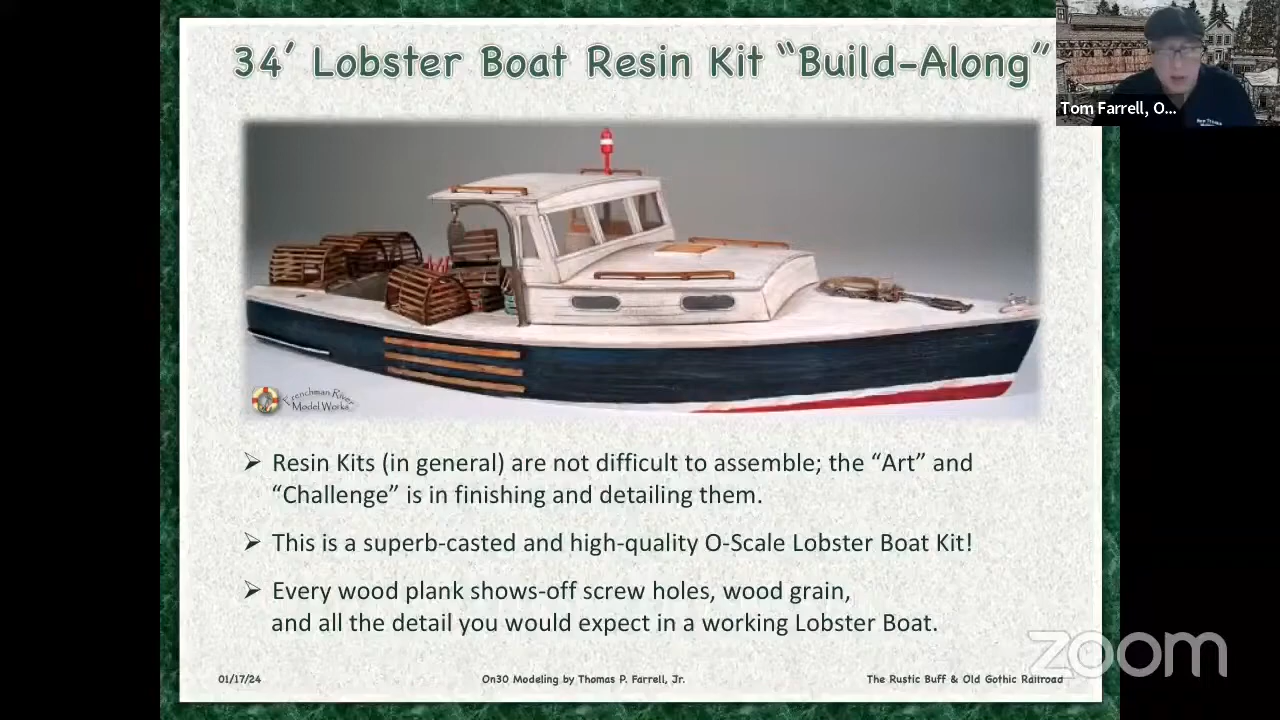 34’ Lobster Boat Resin Kit “Build-Along”
Tom Farrell, O...
Frenchman River
Model Works
➢ Resin Kits (in general) are not difficult to assemble; the “Art” and
“Challenge” is in finishing and detailing them.
➢ This is a superb-casted and high-quality O-Scale Lobster Boat Kit!
➢ Every wood plank shows-off screw holes, wood grain,
and all the detail you would expect in a working Lobster Boat.
zoom
01/17/24
On30 Modeling by Thomas P. Farrell, Jr.
The Rustic Buff & Old Gothic Railroad